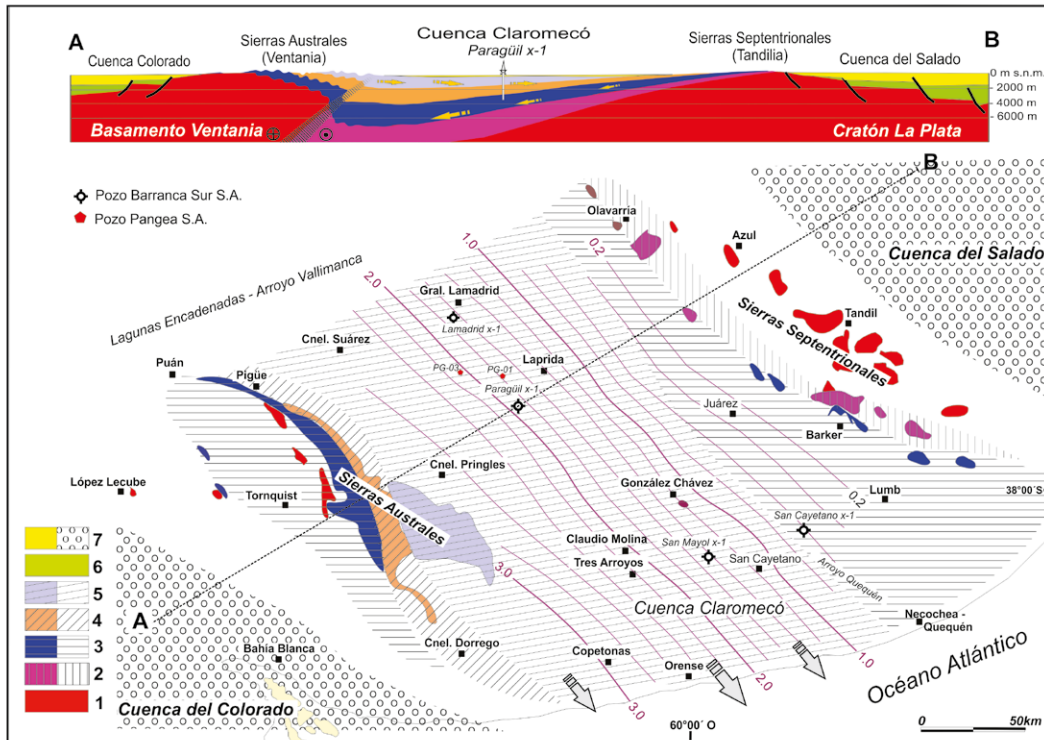 A
Cuenca Colorado
Sierras Australes
(Ventania)
Cuenca Claromecó
Paragüil x-1
Sierras Septentrionales
(Tandilia)
Cuenca del Salado
B
0 m s.n.m.
- 2000 m
- 4000 m
- 6000 m
Basamento Ventania
Cratón La Plata
Pozo Barranca Sur S.A.
Pozo Pangea S.A.
B
Olavarría
Azul
Cuenca del Salado
Lagunas Encadenadas - Arroyo Vallimanca
1.0
0.2
2.0
Gral. Lamadrid
Lamadrid x-1
Tandil
Sierras Septentrionales
Cnel. Suárez
Puán
Pigüe
PG-03
PG-01
Laprida
Paragüil x-1
Juárez
Barker
Cnel. Pringles
Sierras Australes
López Lecube
Tornquist
González Chávez
0.2
Lumb
38°00´S
San Cayetano x-1
Claudio Molina
San Mayol x-1
Tres Arroyos
San Cayetano
Arroyo Quequén
3.0
Cuenca Claromecó
Necochea -
Quequén
7
6
5
4
3
2
1
A
Bahía Blanca
Cuenca del Colorado
Cnel. Dorrego
Copetonas
Orense
3.0
2.0
1.0
Océano Atlántico
60°00´ O
0
50km